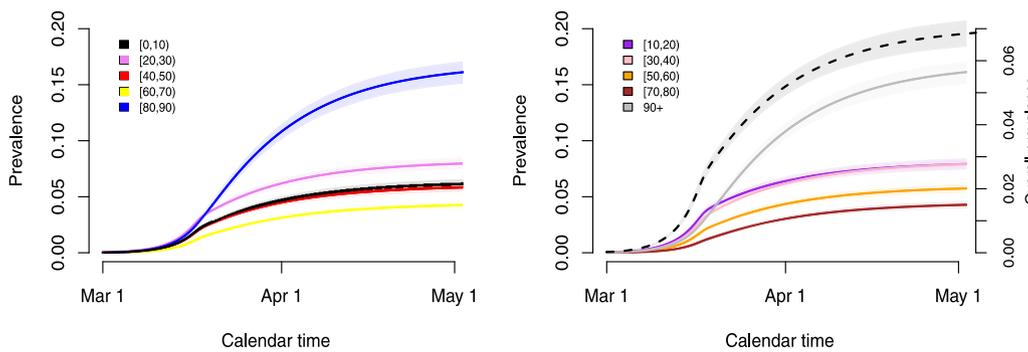 Prevalence
0.00
0.05
0.10
0.15
0.20
[0,10)
[20,30)
[40,50)
[60,70)
[80,90)
Mar 1
Apr 1
May 1
Calendar time
Prevalence
0.00
0.05
0.10
0.15
0.20
[10,20)
[30,40)
[50,60)
[70,80)
90+
0.00
0.02
0.04
0.06
Mar 1
Apr 1
May 1
Calendar time